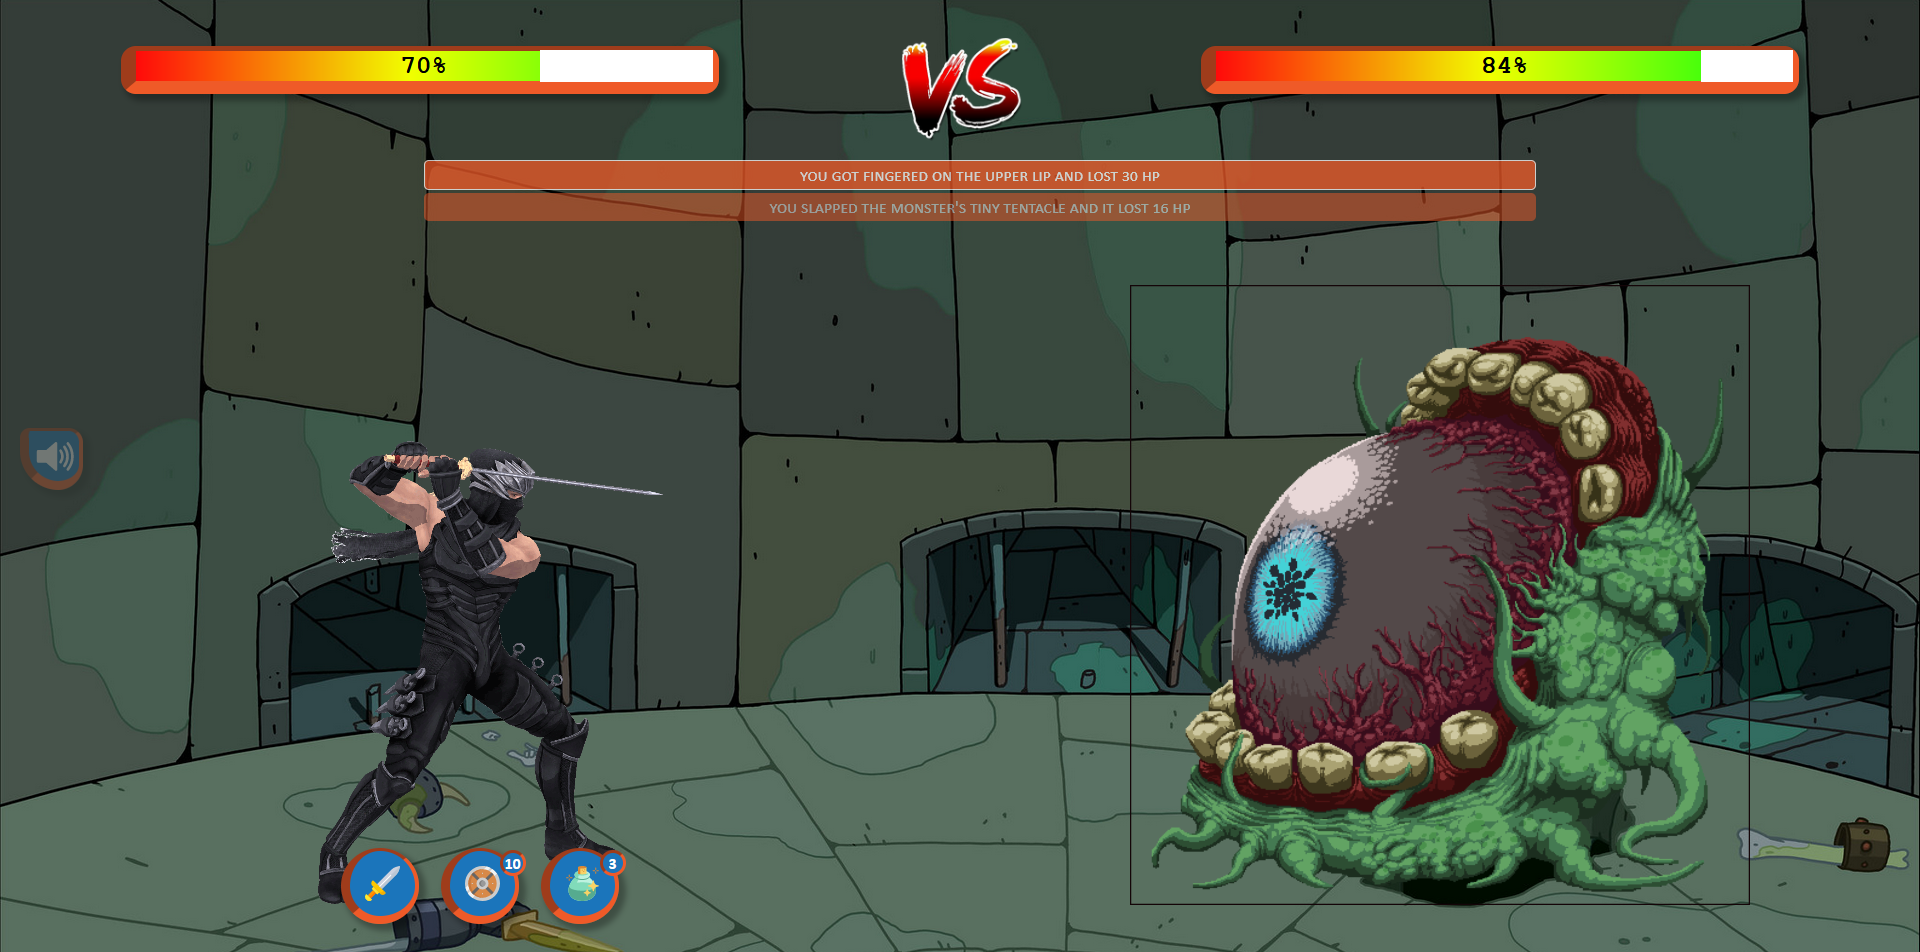 70%
VS
84%
YOU GOT FINGERED ON THE UPPER LIP AND LOST 30 HP
YOU SLAPPED THE MONSTER'S TINY TENTACLE AND IT LOST 16 HP
10
3